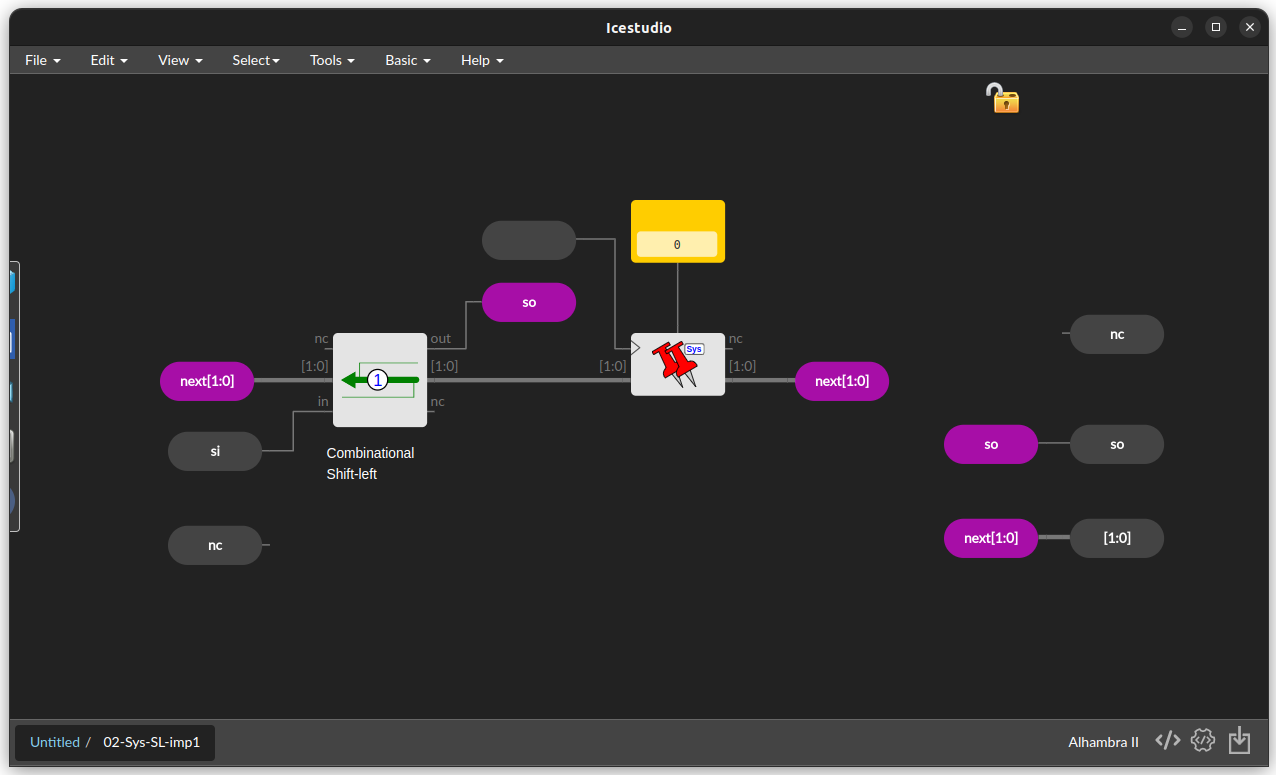 Icestudio
File Edit View Select Tools Basic Help
0
so
nc
out
Sys
nc
nc
[1:0]
[1:0]
[1:0]
[1:0]
next[1:0]
1
next[1:0]
in
nc
si
so
so
Combinational
Shift-left
nc
next[1:0]
[1:0]
Untitled / 02-Sys-SL-imp1
Alhambra II